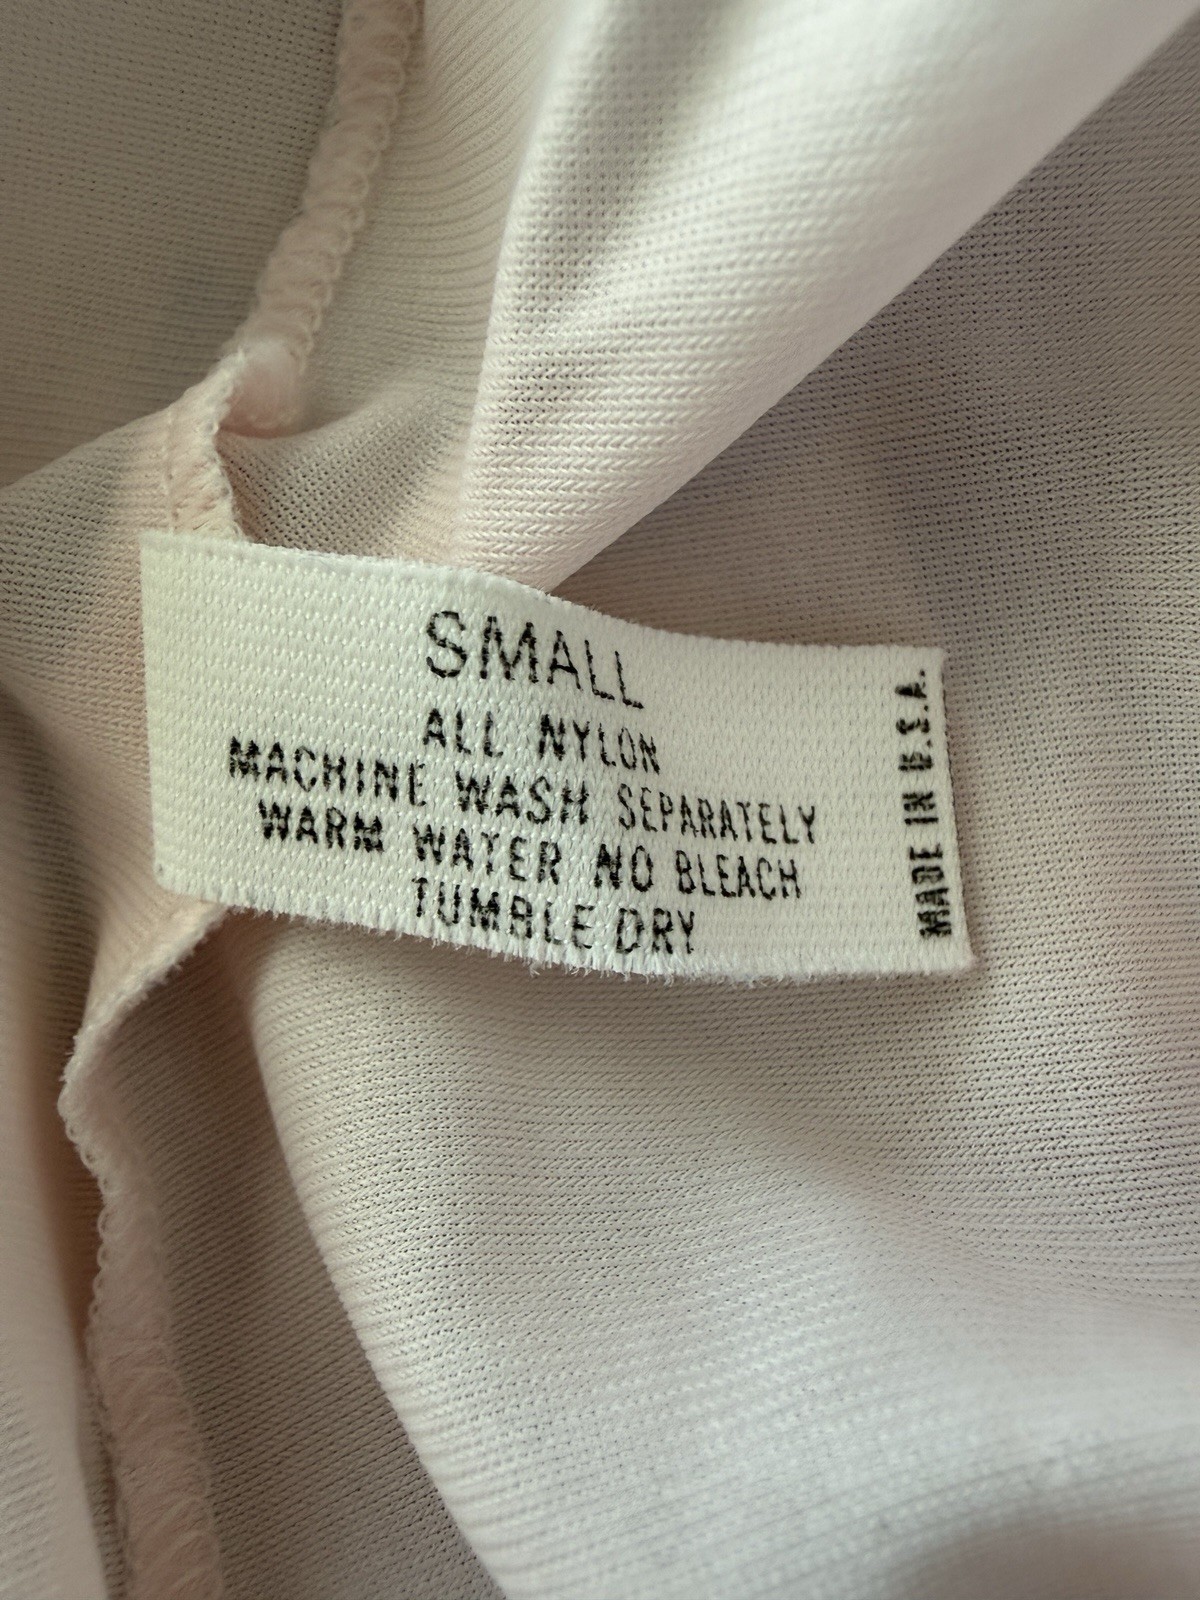 SMALL
ALL NYLON
MACHINE WASH SEPARATELY
WARM WATER NO BLEACH
TUMBLE DRY
MADE IN U.S.A.